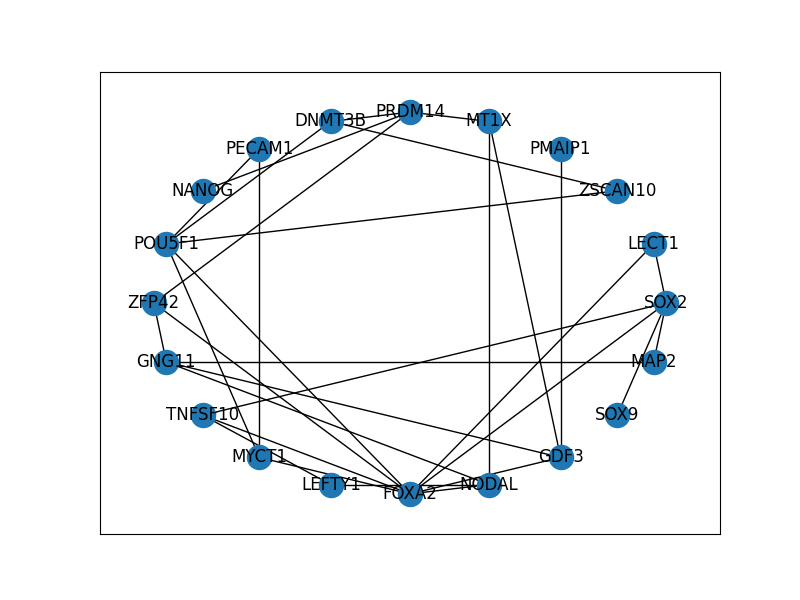 PRDM14
DNMT3B
MT1X
PECAM1
PMAIP1
NANOG
ZSCAN10
POU5F1
LECT1
ZFP42
SOX2
GNG11
MAP2
TNFSF10
SOX9
MYCT1
GDF3
LEFTY1
NODAL
FOXA2